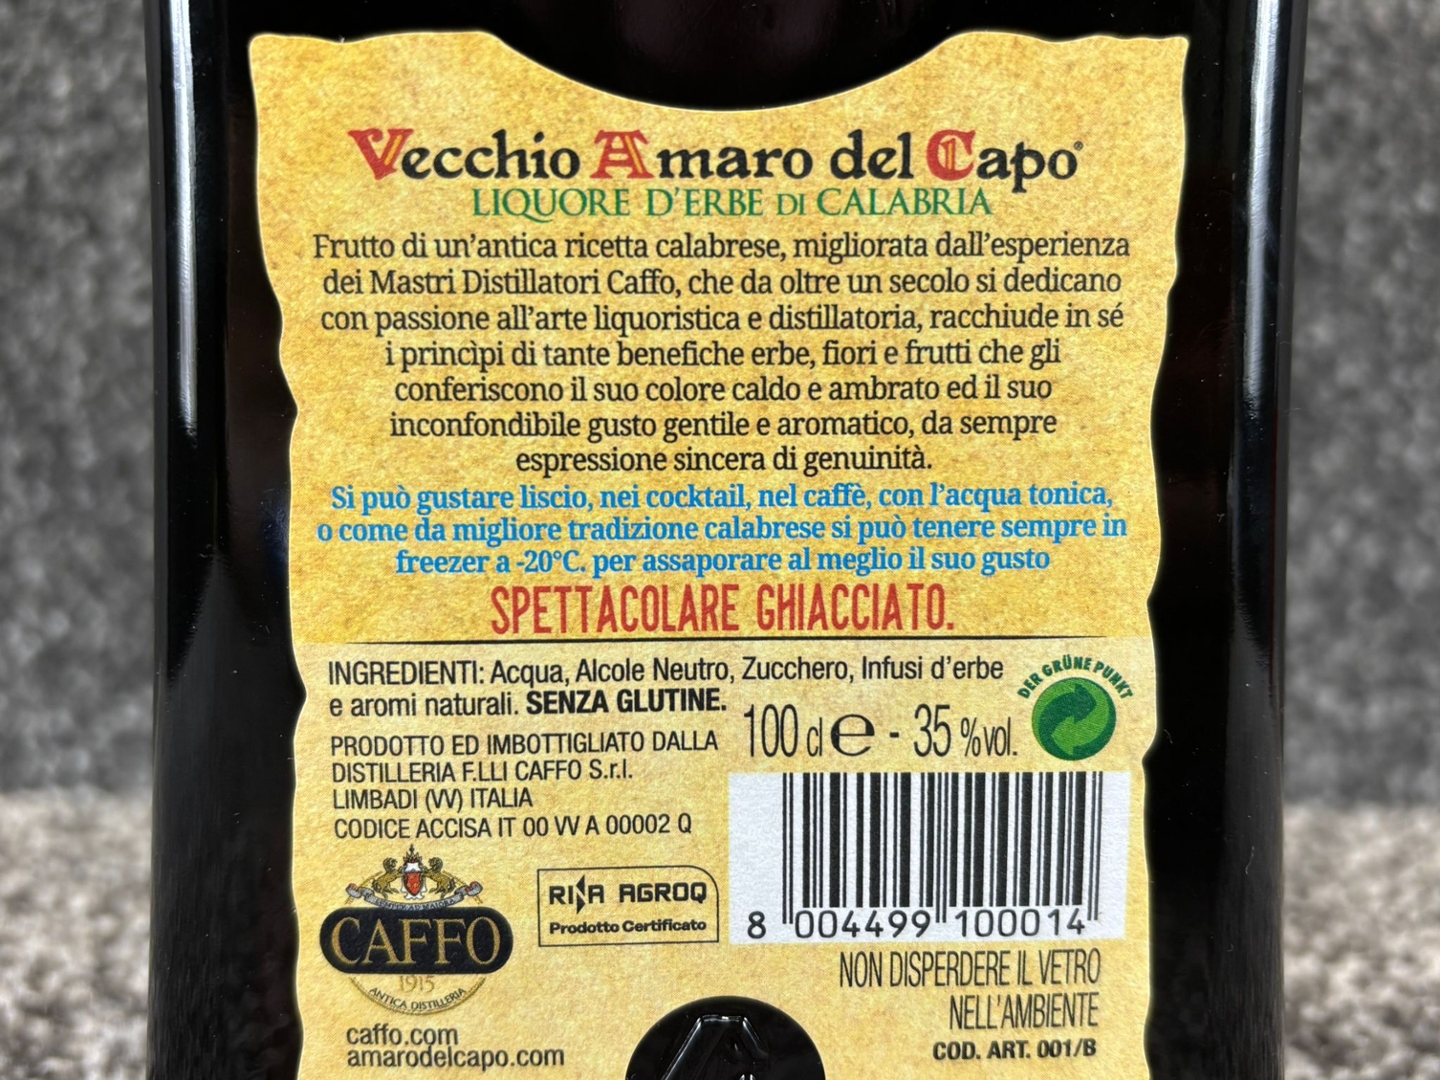 Vecchio Amaro del Capo®
LIQUORE D'ERBE DI CALABRIA
Frutto di un'antica ricetta calabrese, migliorata dall'esperienza
dei Mastri Distillatori Caffo, che da oltre un secolo si dedicano
con passione all'arte liquoristica e distillatoria, racchiude in sé
i princìpi di tante benefiche erbe, fiori e frutti che gli
conferiscono il suo colore caldo e ambrato ed il suo
inconfondibile gusto gentile e aromatico, da sempre
espressione sincera di genuinità.
Si può gustare liscio, nei cocktail, nel caffè, con l'acqua tonica,
o come da migliore tradizione calabrese si può tenere sempre in
freezer a -20°C. per assaporare al meglio il suo gusto
SPETTACOLARE GHIACCIATO.
INGREDIENTI: Acqua, Alcole Neutro, Zucchero, Infusi d'erbe
e aromi naturali. SENZA GLUTINE.
DER GRÜNE PUNKT
100 cl e - 35 %vol.
PRODOTTO ED IMBOTTIGLIATO DALLA
DISTILLERIA F.LLI CAFFO S.r.l.
LIMBADI (VV) ITALIA
CODICE ACCISA IT 00 VV A 00002 Q
CAFFO
1915
ANTICA DISTILLERIA
RINA AGROQ
Prodotto Certificato
8 004499 100014
NON DISPERDERE IL VETRO
NELL'AMBIENTE
COD. ART. 001/B
caffo.com
amarodelcapo.com